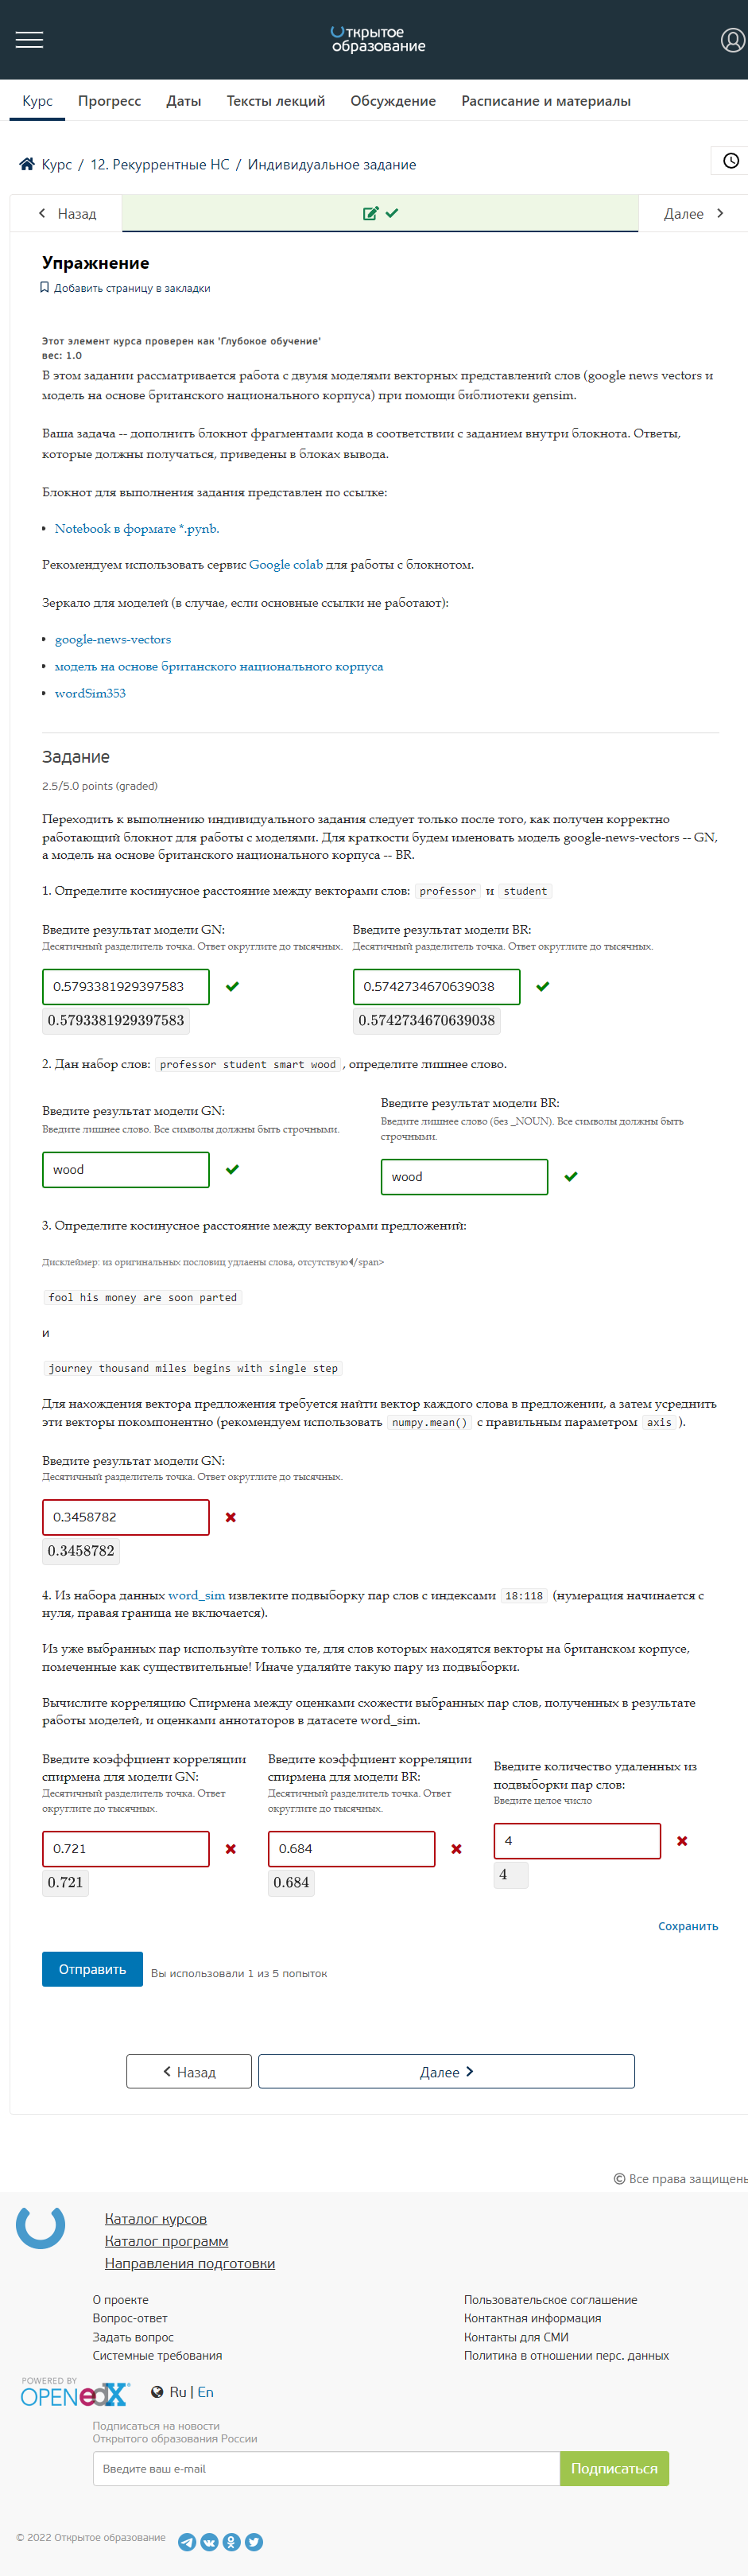 Открытое
образование
Курс Прогресс Даты Тексты лекций Обсуждение Расписание и материалы
Курс / 12. Рекуррентные НС / Индивидуальное задание
Назад Далее
Упражнение
Добавить страницу в закладки
Этот элемент курса проверен как 'Глубокое обучение'
вес: 1.0
В этом задании рассматривается работа с двумя моделями векторных представлений слов (google news vectors и
модель на основе британского национального корпуса) при помощи библиотеки gensim.
Ваша задача -- дополнить блокнот фрагментами кода в соответствии с заданием внутри блокнота. Ответы,
которые должны получаться, приведены в блоках вывода.
Блокнот для выполнения задания представлен по ссылке:
• Notebook в формате *.pynb.
Рекомендуем использовать сервис Google colab для работы с блокнотом.
Зеркало для моделей (в случае, если основные ссылки не работают):
• google-news-vectors
• модель на основе британского национального корпуса
• wordSim353
Задание
2.5/5.0 points (graded)
Переходить к выполнению индивидуального задания следует только после того, как получен корректно
работающий блокнот для работы с моделями. Для краткости будем именовать модель google-news-vectors -- GN,
а модель на основе британского национального корпуса -- BR.
1. Определите косинусное расстояние между векторами слов: professor и student
Введите результат модели GN: Введите результат модели BR:
Десятичный разделитель точка. Ответ округлите до тысячных. Десятичный разделитель точка. Ответ округлите до тысячных.
0.5793381929397583 0.5742734670639038
0.5793381929397583 0.5742734670639038
2. Дан набор слов: professor student smart wood , определите лишнее слово.
Введите результат модели GN:
Введите лишнее слово. Все символы должны быть строчными.
wood
Введите результат модели BR:
Введите лишнее слово (без _NOUN). Все символы должны быть
строчными.
wood
3. Определите косинусное расстояние между векторами предложений:
Дисклеймер: из оригинальных пословиц удлаены слова, отсутствую◂/span>
fool his money are soon parted
и
journey thousand miles begins with single step
Для нахождения вектора предложения требуется найти вектор каждого слова в предложении, а затем усреднить
эти векторы покомпонентно (рекомендуем использовать numpy.mean() с правильным параметром axis ).
Введите результат модели GN:
Десятичный разделитель точка. Ответ округлите до тысячных.
0.3458782
0.3458782
4. Из набора данных word_sim извлеките подвыборку пар слов с индексами 18:118 (нумерация начинается с
нуля, правая граница не включается).
Из уже выбранных пар используйте только те, для слов которых находятся векторы на британском корпусе,
помеченные как существительные! Иначе удаляйте такую пару из подвыборки.
Вычислите корреляцию Спирмена между оценками схожести выбранных пар слов, полученных в результате
работы моделей, и оценками аннотаторов в датасете word_sim.
Введите коэффциент корреляции
спирмена для модели GN:
Десятичный разделитель точка. Ответ
округлите до тысячных.
0.721
0.721
Введите коэффциент корреляции
спирмена для модели BR:
Десятичный разделитель точка. Ответ
округлите до тысячных.
0.684
0.684
Введите количество удаленных из
подвыборки пар слов:
Введите целое число
4
4
Сохранить
Отправить Вы использовали 1 из 5 попыток
Назад Далее
© Все права защищены
Каталог курсов
Каталог программ
Направления подготовки
О проекте
Вопрос-ответ
Задать вопрос
Системные требования
Пользовательское соглашение
Контактная информация
Контакты для СМИ
Политика в отношении перс. данных
POWERED BY
OPEN edX Ru | En
Подписаться на новости
Открытого образования России
Введите ваш e-mail Подписаться
© 2022 Открытое образование